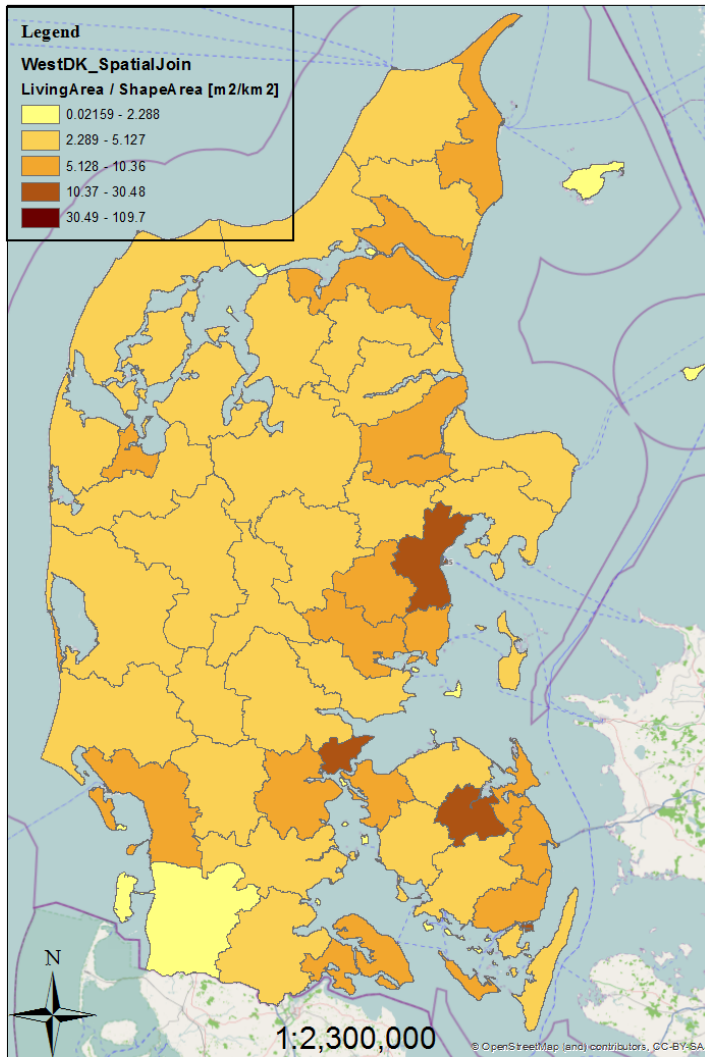 Legend
WestDK_SpatialJoin
LivingArea / ShapeArea [m2/km2]
0.02159 - 2.288
2.289 - 5.127
5.128 - 10.36
10.37 - 30.48
30.49 - 109.7
N
1:2,300,000
© OpenStreetMap (and) contributors, CC-BY-SA